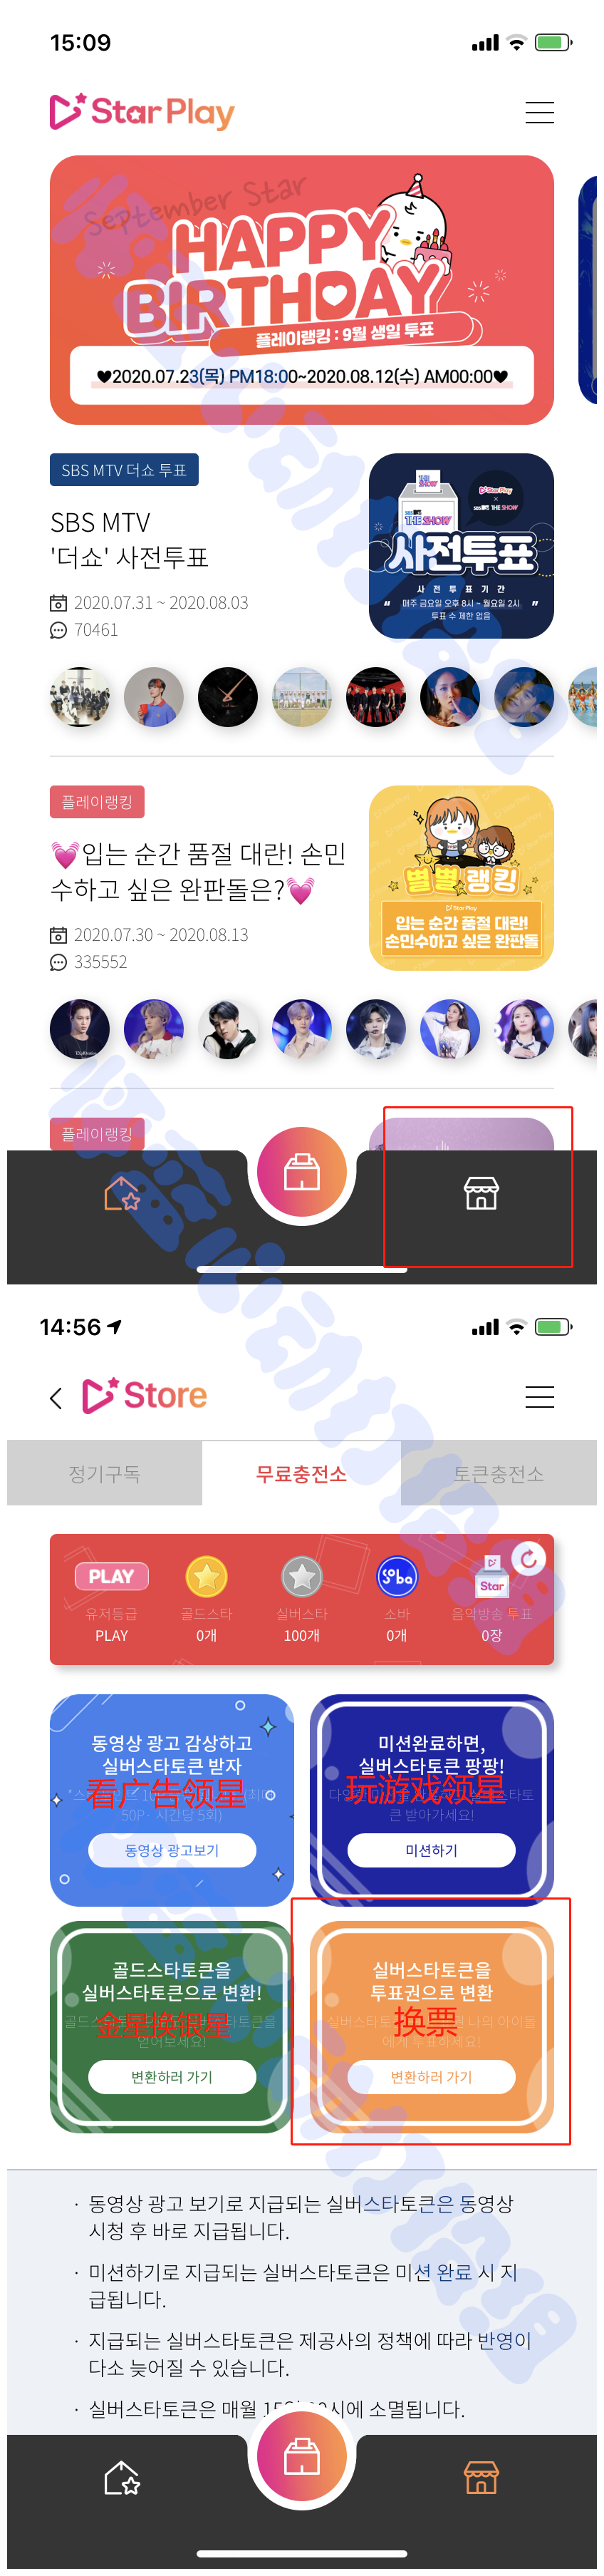 15:09
Star Play
September Star
HAPPY
BIRTHDAY
플레이랭킹 : 9월 생일 투표
♥2020.07.23(목) PM18:00~2020.08.12(수) AM00:00♥
SBS MTV 더쇼 투표
SBS MTV
'더쇼' 사전투표
2020.07.31 ~ 2020.08.03
70461
THE SHOW
Star Play
×
SBS MTV THE SHOW
사전투표
사 전 투 표 기 간
" 매주 금요일 오후 8시 ~ 월요일 2시 "
투표 수 제한 없음
플레이랭킹
💓입는 순간 품절 대란! 손민
수하고 싶은 완판돌은?💓
2020.07.30 ~ 2020.08.13
335552
별별랭킹
Star Play
입는 순간 품절 대란!
손민수하고 싶은 완판돌
플레이랭킹
14:56
Store
정기구독
무료충전소
토큰충전소
PLAY
Soba
Star
유저등급
골드스타
실버스타
소바
음악방송 투표
PLAY
0개
100개
0개
0장
동영상 광고 감상하고
실버스타토큰 받자
看广告领星
50P · 시간당 5회)
동영상 광고보기
미션완료하면,
실버스타토큰 팡팡!
玩游戏领星
큰 받아가세요!
미션하기
골드스타토큰을
실버스타토큰으로 변환!
金星换银星
얻어보세요!
변환하러 가기
실버스타토큰을
투표권으로 변환
换票
나의 아이돌
에게 투표하세요!
변환하러 가기
· 동영상 광고 보기로 지급되는 실버스타토큰은 동영상
시청 후 바로 지급됩니다.
· 미션하기로 지급되는 실버스타토큰은 미션 완료 시 지
급됩니다.
· 지급되는 실버스타토큰은 제공사의 정책에 따라 반영이
다소 늦어질 수 있습니다.
· 실버스타토큰은 매월 15일 시에 소멸됩니다.